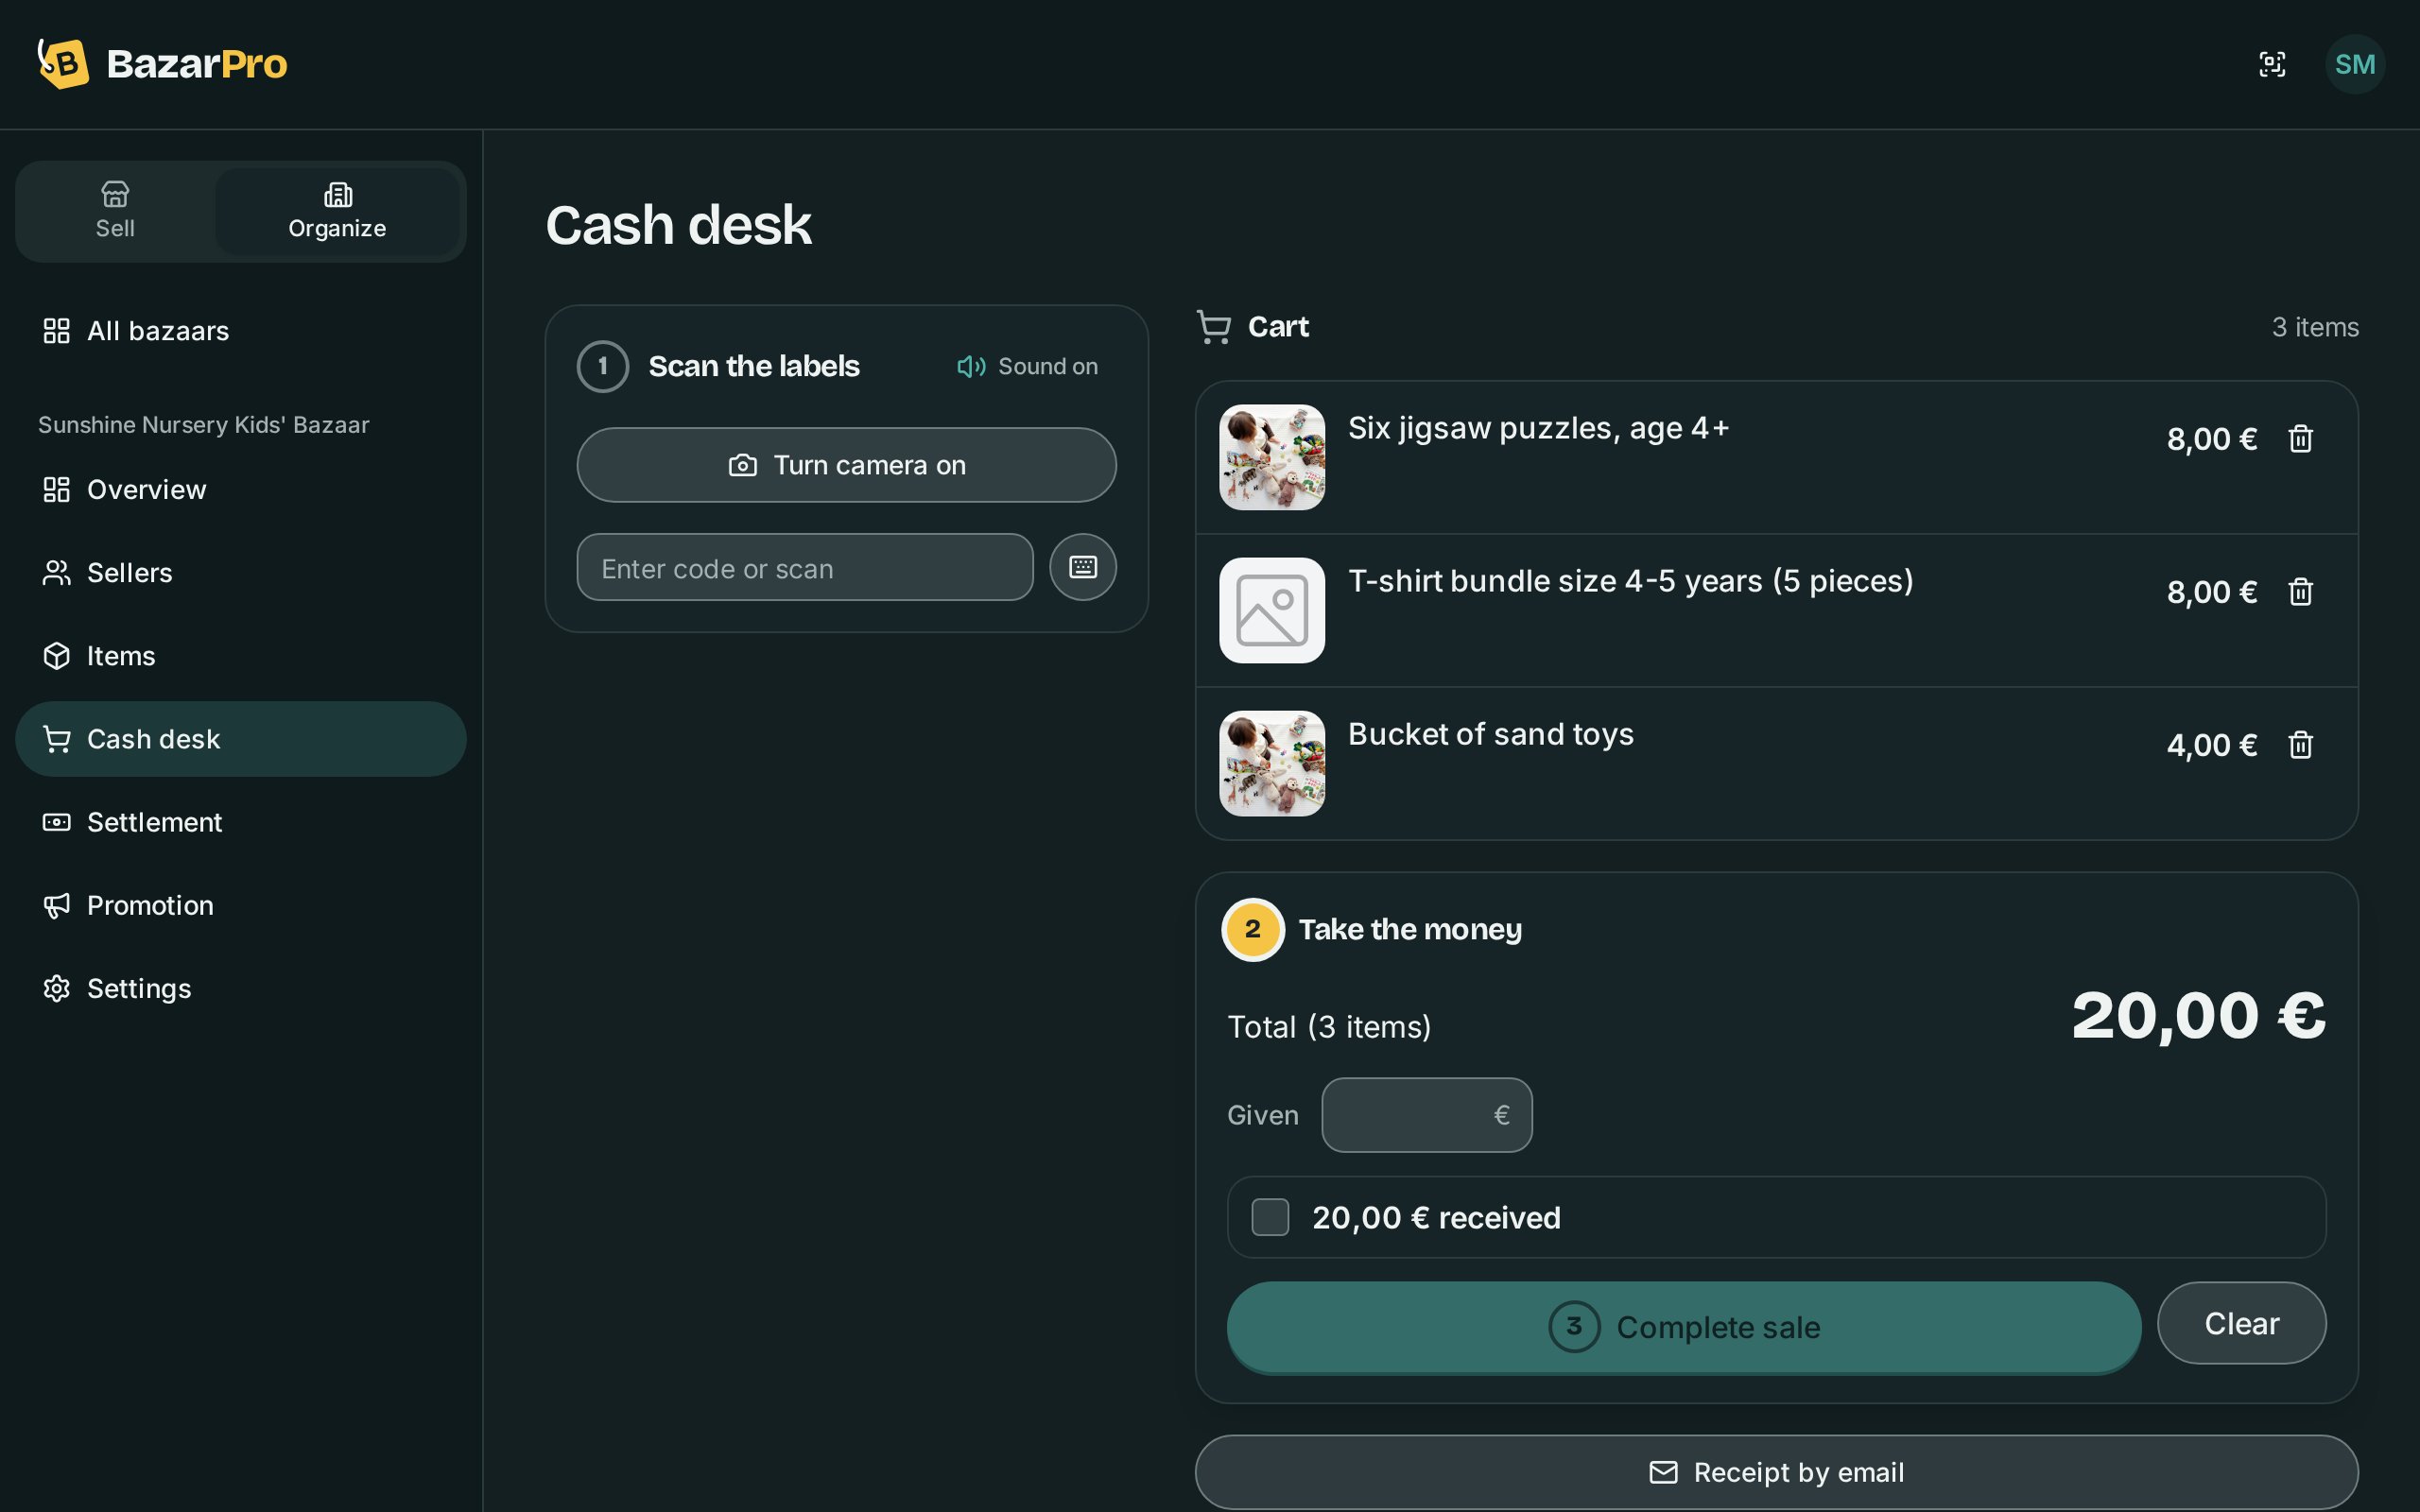 B BazarPro
SM
Sell
Organize
All bazaars
Sunshine Nursery Kids' Bazaar
Overview
Sellers
Items
Cash desk
Settlement
Promotion
Settings
Cash desk
1 Scan the labels
Sound on
Turn camera on
Enter code or scan
Cart
3 items
Six jigsaw puzzles, age 4+
8,00 €
T-shirt bundle size 4-5 years (5 pieces)
8,00 €
Bucket of sand toys
4,00 €
2 Take the money
Total (3 items)
20,00 €
Given
€
20,00 € received
3 Complete sale
Clear
Receipt by email